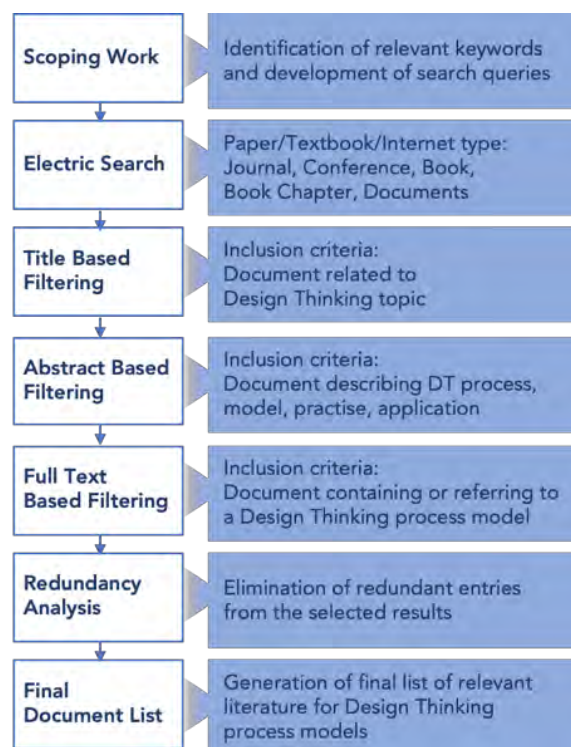 Scoping Work
Identification of relevant keywords
and development of search queries
Electric Search
Paper/Textbook/Internet type:
Journal, Conference, Book,
Book Chapter, Documents
Title Based
Filtering
Inclusion criteria:
Document related to
Design Thinking topic
Abstract Based
Filtering
Inclusion criteria:
Document describing DT process,
model, practise, application
Full Text
Based Filtering
Inclusion criteria:
Document containing or referring to
a Design Thinking process model
Redundancy
Analysis
Elimination of redundant entries
from the selected results
Final
Document List
Generation of final list of relevant
literature for Design Thinking
process models